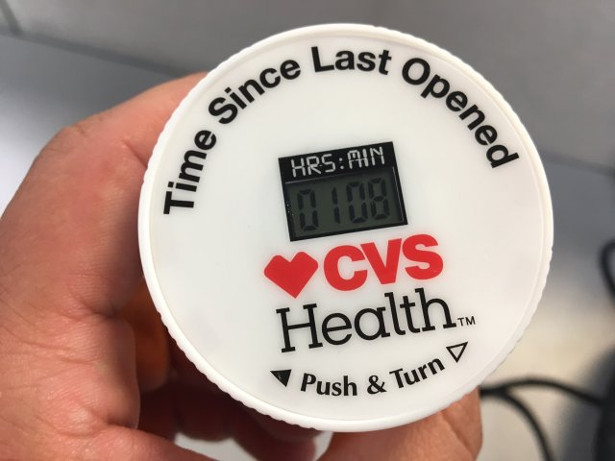 Time Since Last Opened
HRS:MIN
0108
CVS
Health™
Push & Turn